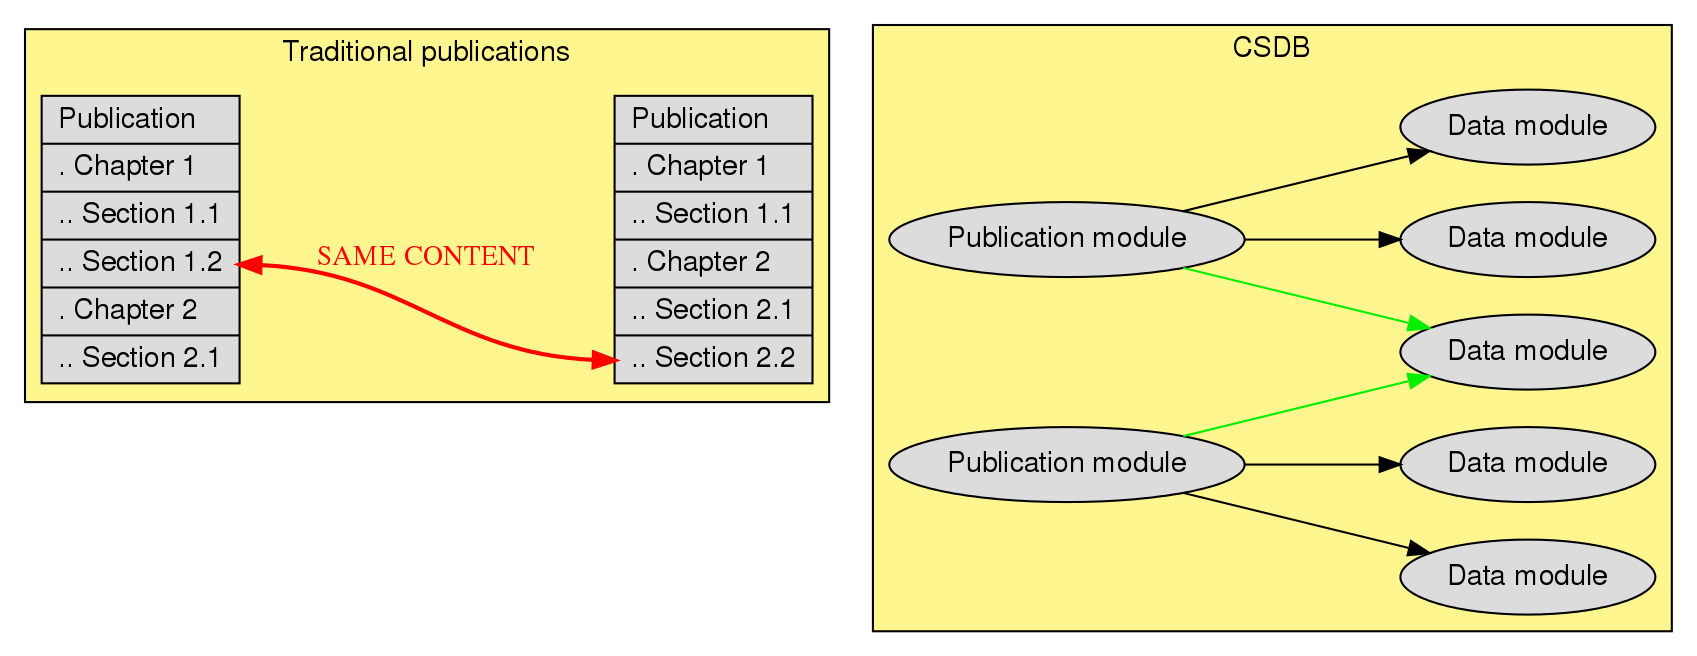 Traditional publications
Publication
. Chapter 1
.. Section 1.1
.. Section 1.2
. Chapter 2
.. Section 2.1
SAME CONTENT
Publication
. Chapter 1
.. Section 1.1
. Chapter 2
.. Section 2.1
.. Section 2.2
CSDB
Publication module
Publication module
Data module
Data module
Data module
Data module
Data module